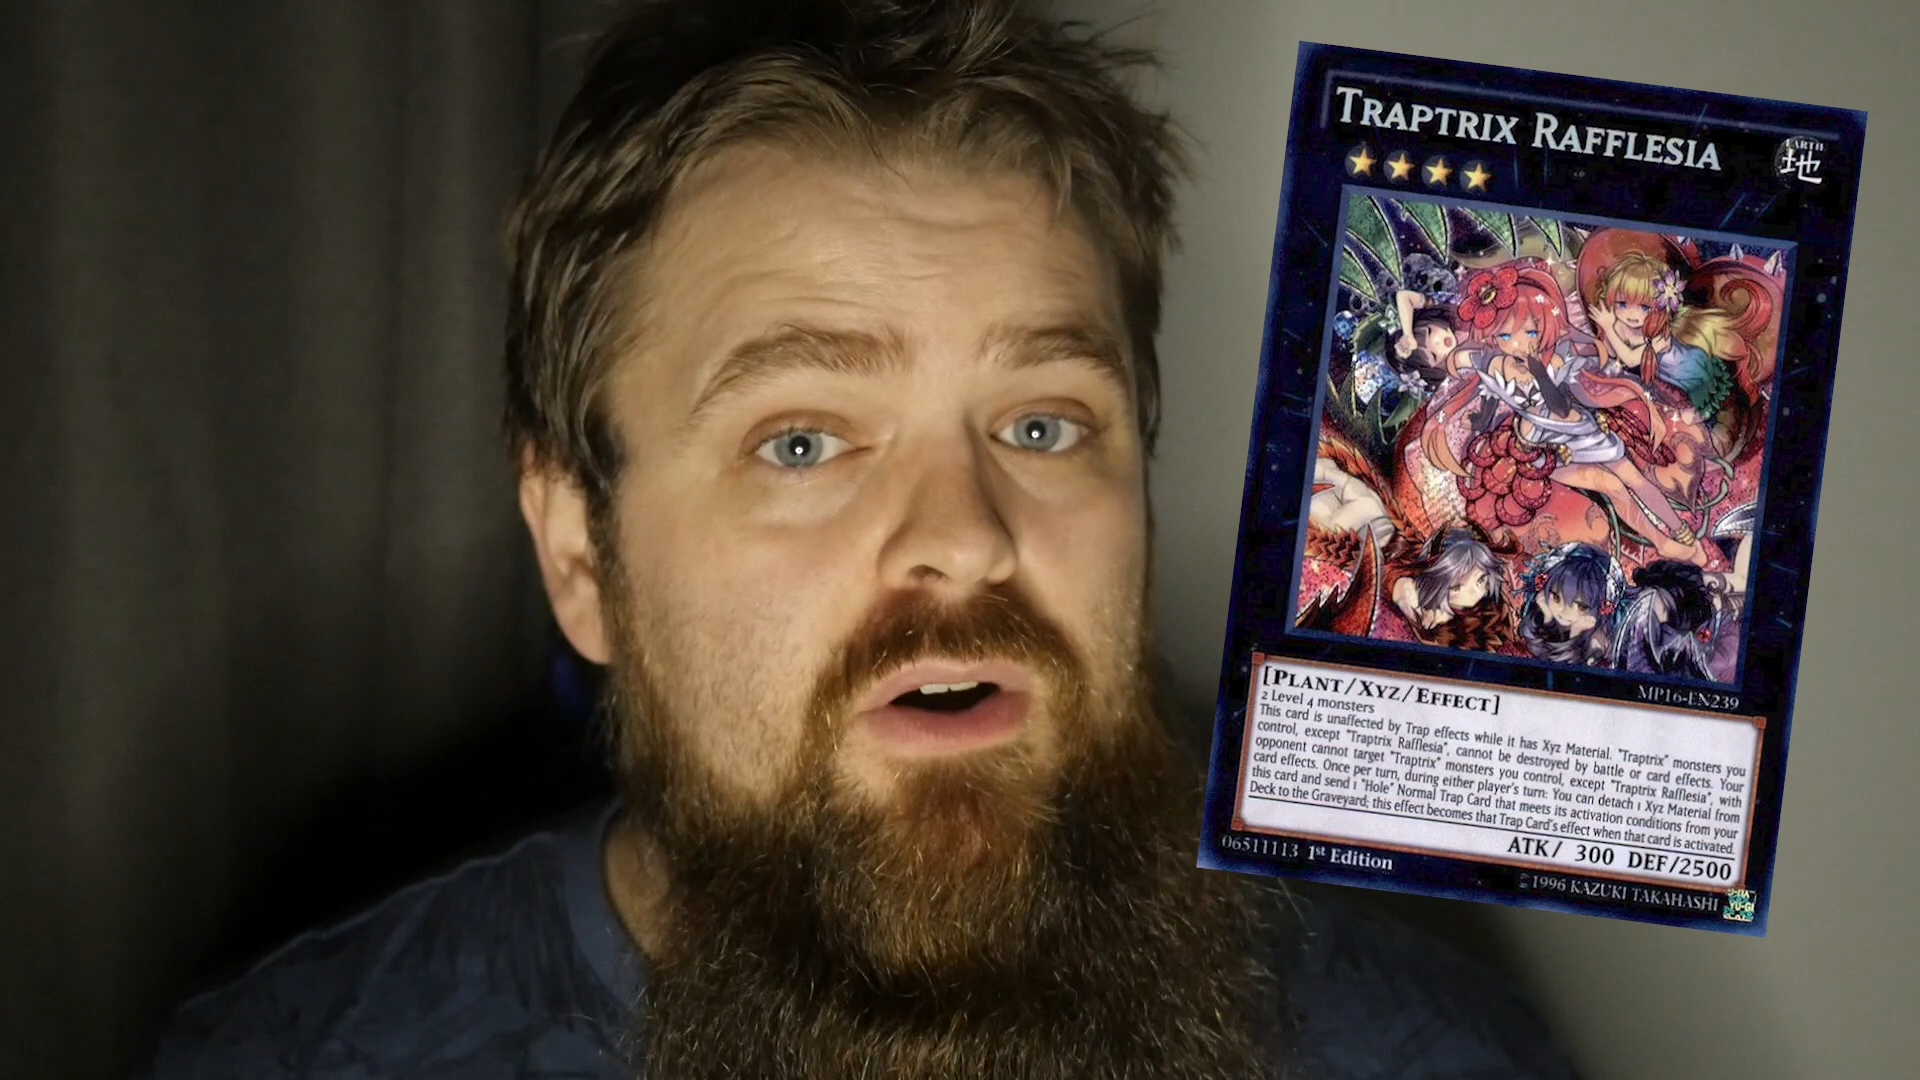 TRAPTRIX RAFFLESIA
EARTH
地
MP16-EN239
[PLANT/XYZ/EFFECT]
2 Level 4 monsters
This card is unaffected by Trap effects while it has Xyz Material. "Traptrix" monsters you
control, except "Traptrix Rafflesia", cannot be destroyed by battle or card effects. Your
opponent cannot target "Traptrix" monsters you control, except "Traptrix Rafflesia", with
card effects. Once per turn, during either player's turn: You can detach 1 Xyz Material from
this card and send 1 "Hole" Normal Trap Card that meets its activation conditions from your
Deck to the Graveyard; this effect becomes that Trap Card's effect when that card is activated.
ATK/ 300 DEF/2500
06511113 1st Edition
©1996 KAZUKI TAKAHASHI